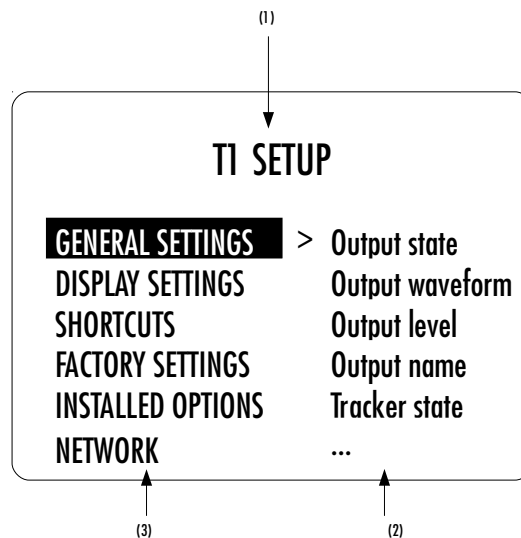 (1)
T1 SETUP
GENERAL SETTINGS > Output state
DISPLAY SETTINGS Output waveform
SHORTCUTS Output level
FACTORY SETTINGS Output name
INSTALLED OPTIONS Tracker state
NETWORK ...
(3) (2)